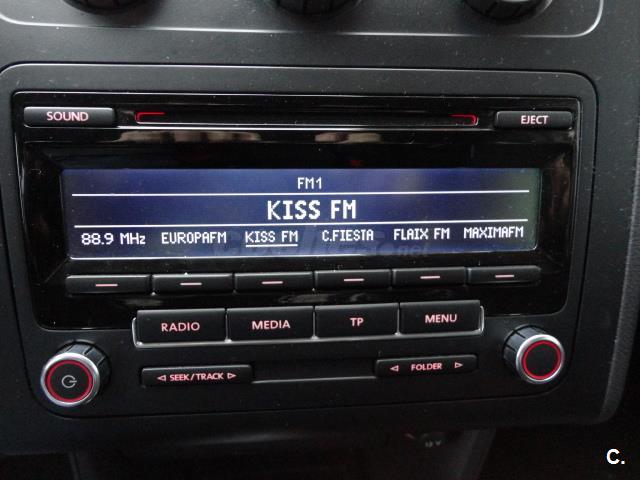 SOUND
EJECT
FM1
KISS FM
88.9 MHz EUROPAFM KISS FM C.FIESTA FLAIX FM MAXIMAFM
RADIO MEDIA TP MENU
◁ SEEK/TRACK ▷
◁ FOLDER ▷
12V
C.